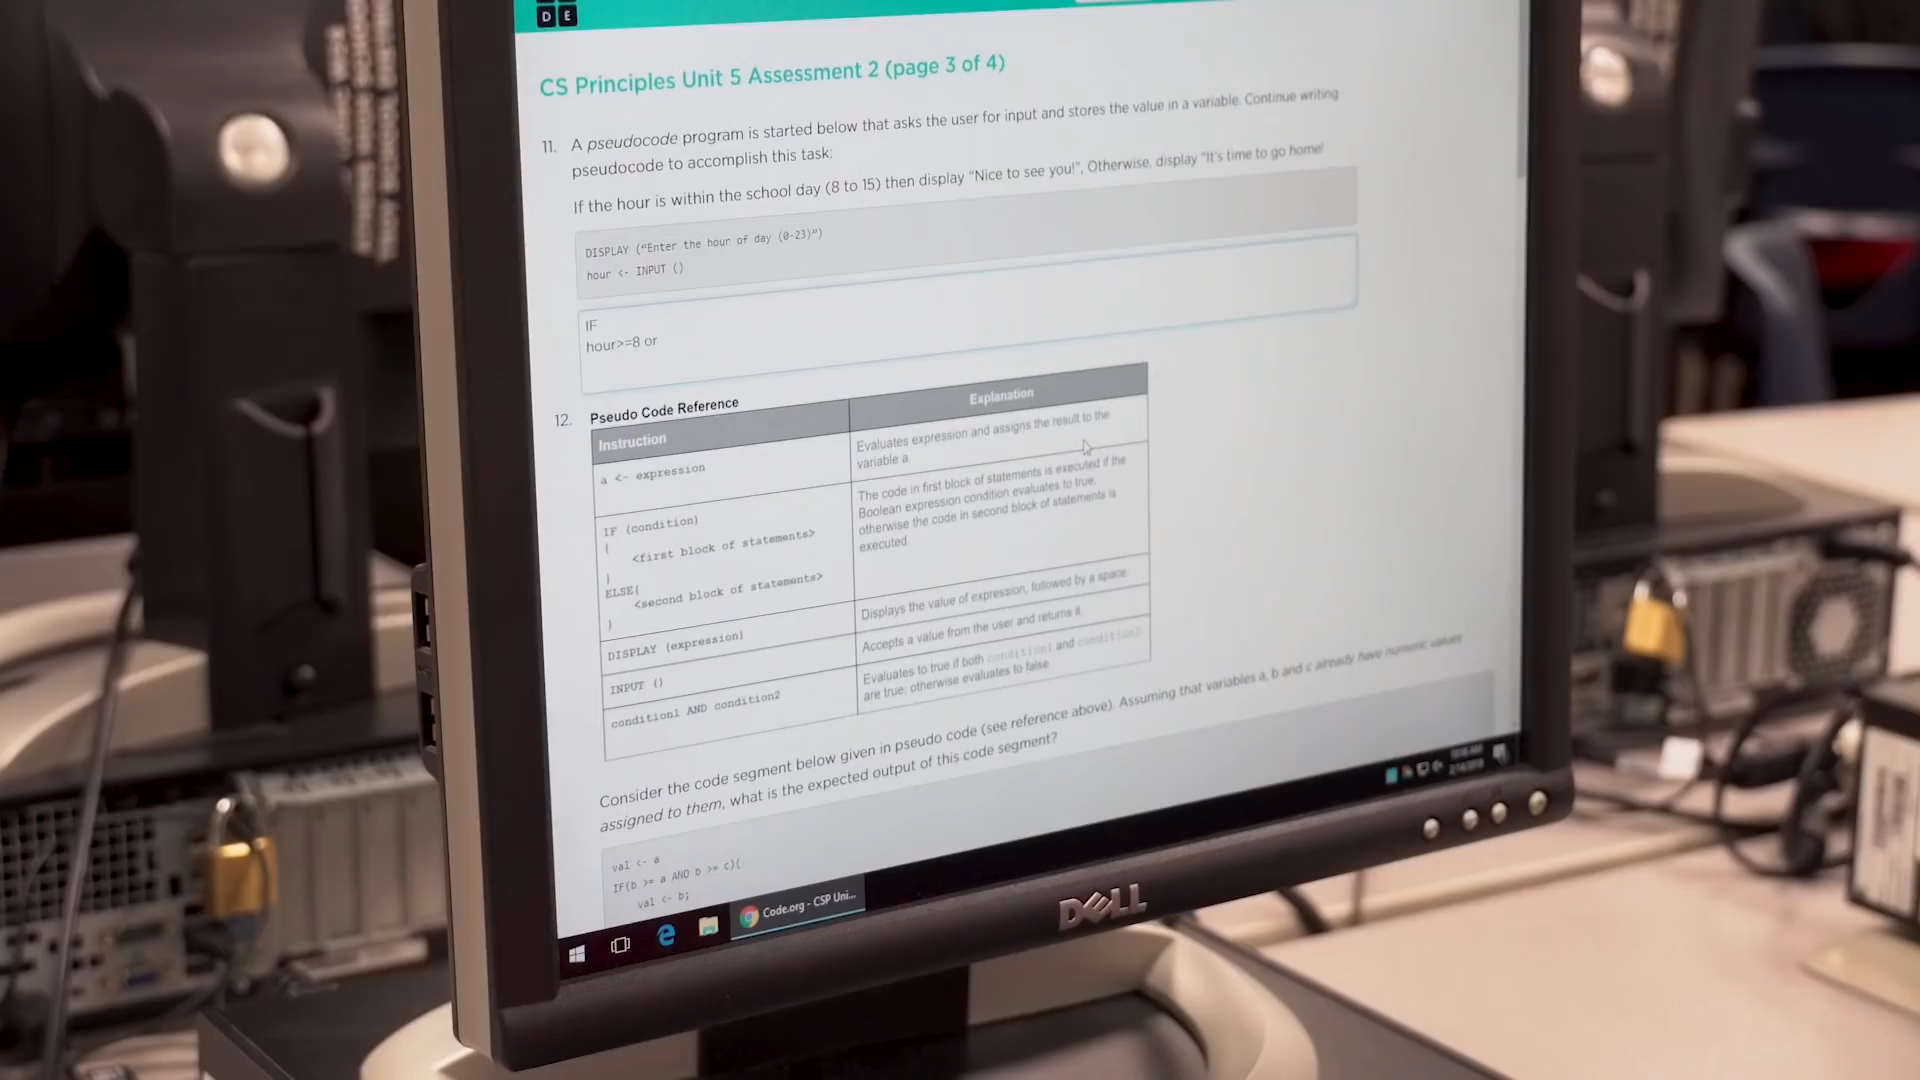 D E
CS Principles Unit 5 Assessment 2 (page 3 of 4)
11. A pseudocode program is started below that asks the user for input and stores the value in a variable. Continue writing
pseudocode to accomplish this task:
If the hour is within the school day (8 to 15) then display "Nice to see you!", Otherwise, display "It's time to go home!
DISPLAY ("Enter the hour of day (0-23)")
hour <- INPUT ()
IF
hour>=8 or
12. Pseudo Code Reference
Instruction Explanation
a <- expression
Evaluates expression and assigns the result to the
variable a.
IF (condition)
{
<first block of statements>
}
ELSE{
<second block of statements>
}
The code in first block of statements is executed if the
Boolean expression condition evaluates to true;
otherwise the code in second block of statements is
executed.
DISPLAY (expression)
Displays the value of expression, followed by a space.
INPUT ()
Accepts a value from the user and returns it.
condition1 AND condition2
Evaluates to true if both condition1 and condition2
are true; otherwise evaluates to false.
Consider the code segment below given in pseudo code (see reference above). Assuming that variables a, b and c already have numeric values
assigned to them, what is the expected output of this code segment?
val <- a
IF(b >= a AND b >= c){
val <- b;
Code.org - CSP Uni...
DELL